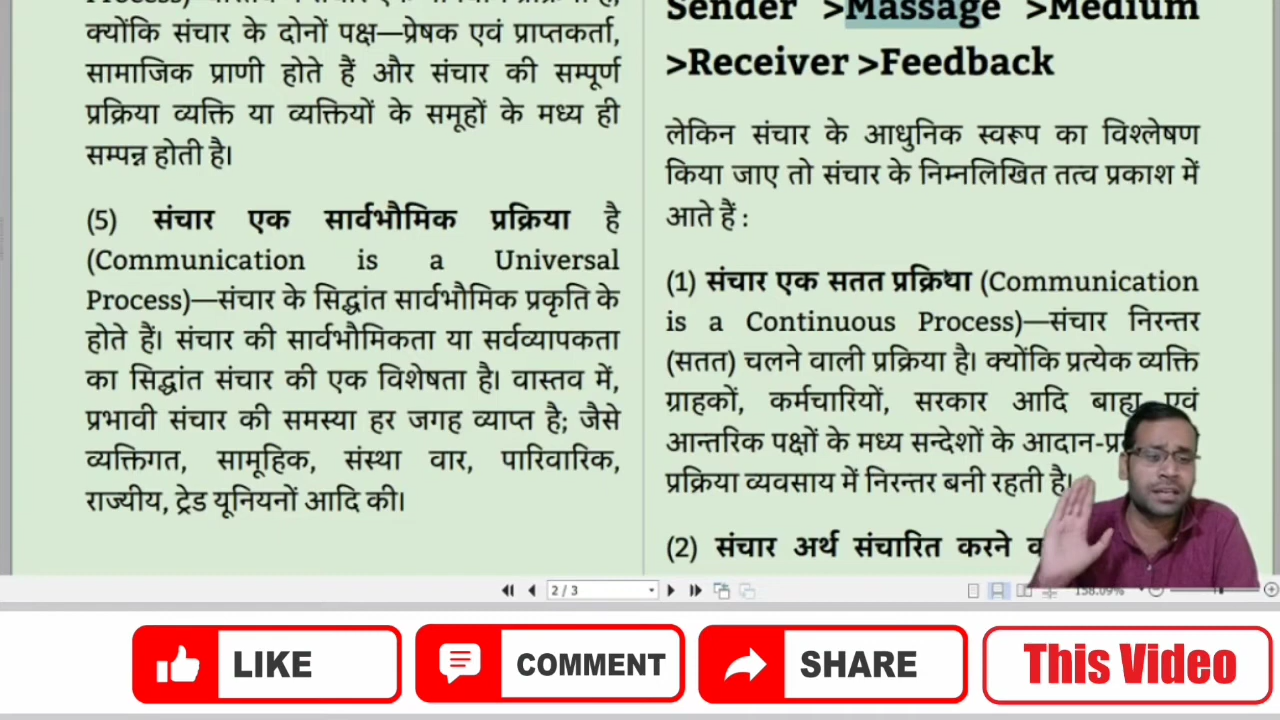 क्योंकि संचार के दोनों पक्ष—प्रेषक एवं प्राप्तकर्ता,
सामाजिक प्राणी होते हैं और संचार की सम्पूर्ण
प्रक्रिया व्यक्ति या व्यक्तियों के समूहों के मध्य ही
सम्पन्न होती है।
(5) संचार एक सार्वभौमिक प्रक्रिया है
(Communication is a Universal
Process)—संचार के सिद्धांत सार्वभौमिक प्रकृति के
होते हैं। संचार की सार्वभौमिकता या सर्वव्यापकता
का सिद्धांत संचार की एक विशेषता है। वास्तव में,
प्रभावी संचार की समस्या हर जगह व्याप्त है; जैसे
व्यक्तिगत, सामूहिक, संस्था वार, पारिवारिक,
राज्यीय, ट्रेड यूनियनों आदि की।
Sender >Massage >Medium
>Receiver >Feedback
लेकिन संचार के आधुनिक स्वरूप का विश्लेषण
किया जाए तो संचार के निम्नलिखित तत्व प्रकाश में
आते हैं :
(1) संचार एक सतत प्रक्रिया (Communication
is a Continuous Process)—संचार निरन्तर
(सतत) चलने वाली प्रक्रिया है। क्योंकि प्रत्येक व्यक्ति
ग्राहकों, कर्मचारियों, सरकार आदि बाह्य एवं
आन्तरिक पक्षों के मध्य सन्देशों के
प्रक्रिया व्यवसाय में निरन्तर बनी रहती है।
(2) संचार अर्थ संचारित करने
2 / 3
158.09%
LIKE
COMMENT
SHARE
This Video